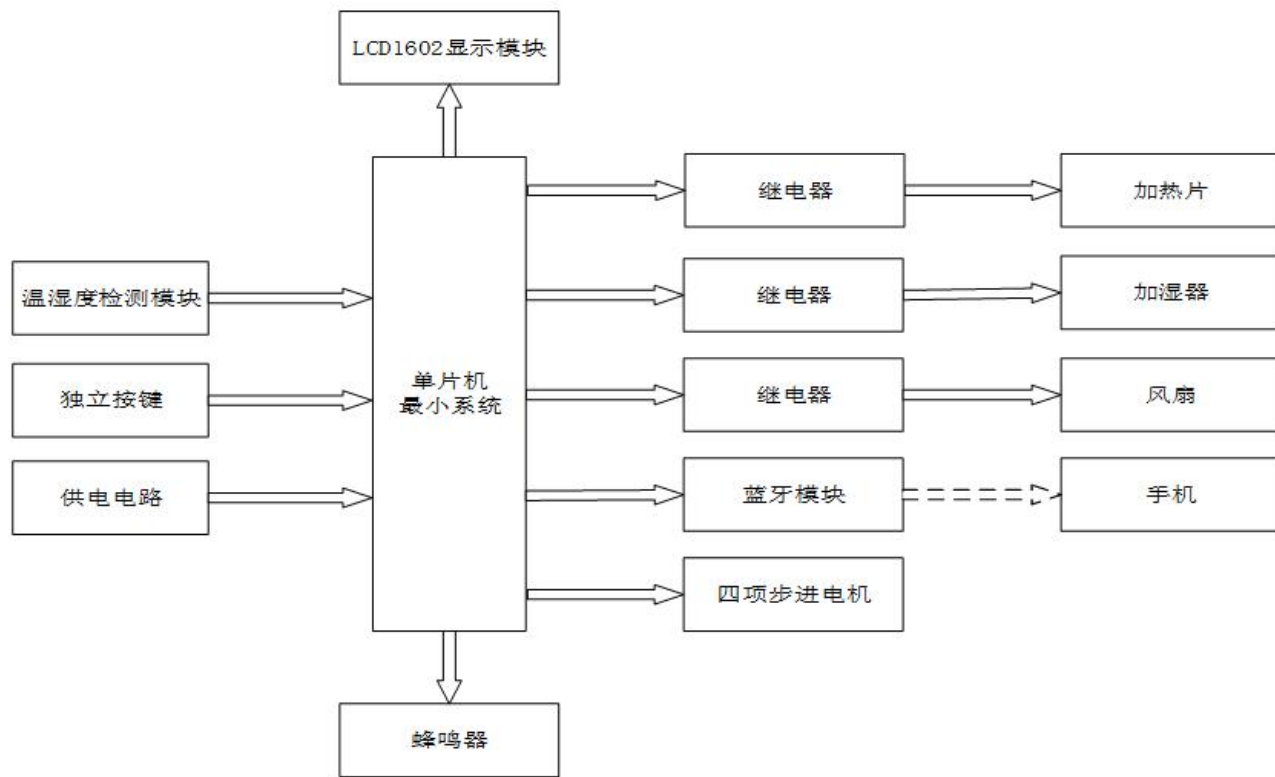 LCD1602显示模块
继电器
加热片
温湿度检测模块
继电器
加湿器
独立按键
单片机
最小系统
继电器
风扇
供电电路
蓝牙模块
手机
四项步进电机
蜂鸣器